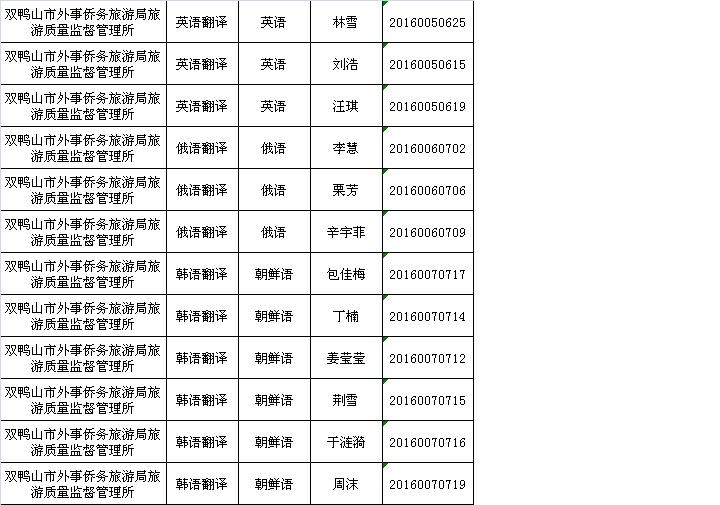 双鸭山市外事侨务旅游局旅
游质量监督管理所 英语翻译 英语 林雪 20160050625
双鸭山市外事侨务旅游局旅
游质量监督管理所 英语翻译 英语 刘浩 20160050615
双鸭山市外事侨务旅游局旅
游质量监督管理所 英语翻译 英语 汪琪 20160050619
双鸭山市外事侨务旅游局旅
游质量监督管理所 俄语翻译 俄语 李慧 20160060702
双鸭山市外事侨务旅游局旅
游质量监督管理所 俄语翻译 俄语 栗芳 20160060706
双鸭山市外事侨务旅游局旅
游质量监督管理所 俄语翻译 俄语 辛宇菲 20160060709
双鸭山市外事侨务旅游局旅
游质量监督管理所 韩语翻译 朝鲜语 包佳梅 20160070717
双鸭山市外事侨务旅游局旅
游质量监督管理所 韩语翻译 朝鲜语 丁楠 20160070714
双鸭山市外事侨务旅游局旅
游质量监督管理所 韩语翻译 朝鲜语 姜莹莹 20160070712
双鸭山市外事侨务旅游局旅
游质量监督管理所 韩语翻译 朝鲜语 荆雪 20160070715
双鸭山市外事侨务旅游局旅
游质量监督管理所 韩语翻译 朝鲜语 于涟漪 20160070716
双鸭山市外事侨务旅游局旅
游质量监督管理所 韩语翻译 朝鲜语 周沫 20160070719